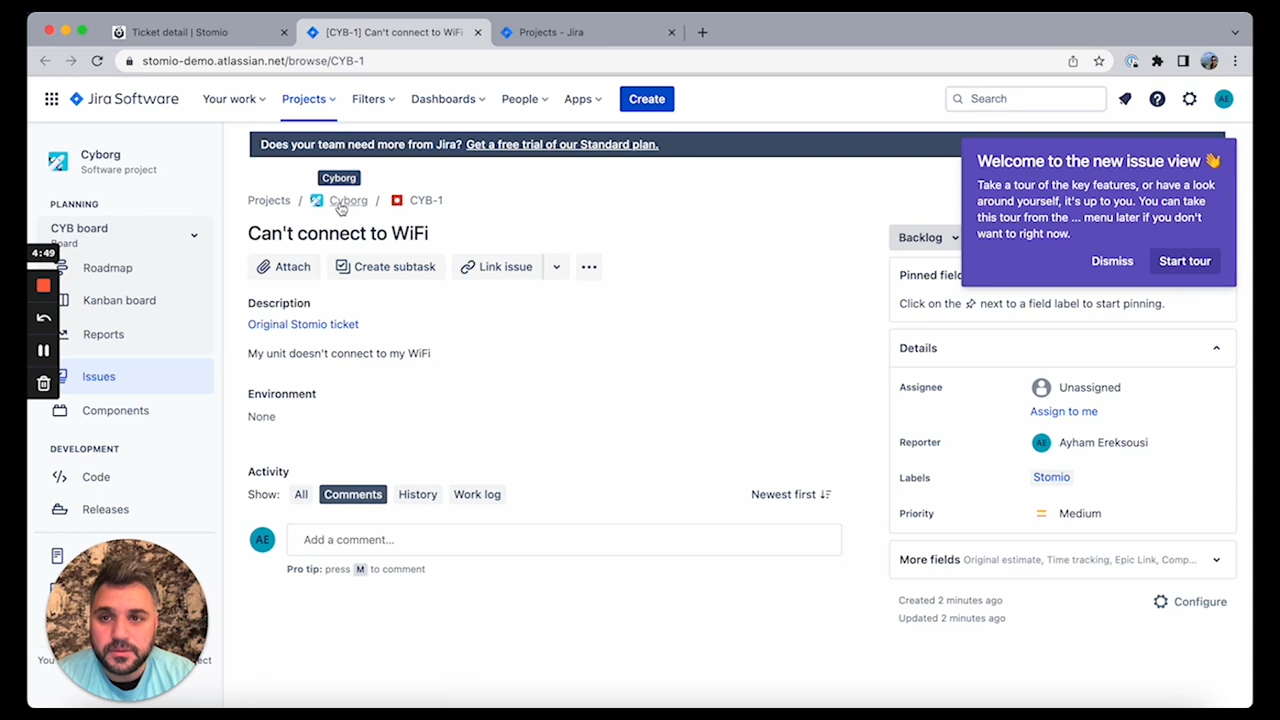 Ticket detail | Stomio
[CYB-1] Can't connect to WiFi
Projects - Jira
stomio-demo.atlassian.net/browse/CYB-1
Jira Software
Your work
Projects
Filters
Dashboards
People
Apps
Create
Search
AE
Cyborg
Software project
PLANNING
CYB board
Board
4:49
Roadmap
Kanban board
Reports
Issues
Components
DEVELOPMENT
Code
Releases
Does your team need more from Jira? Get a free trial of our Standard plan.
Cyborg
Projects / Cyborg / CYB-1
Can't connect to WiFi
Attach
Create subtask
Link issue
Description
Original Stomio ticket
My unit doesn't connect to my WiFi
Environment
None
Activity
Show: All Comments History Work log
Newest first
AE
Add a comment...
Pro tip: press M to comment
Welcome to the new issue view 👋
Take a tour of the key features, or have a look
around yourself, it's up to you. You can take
this tour from the ... menu later if you don't
want to right now.
Dismiss
Start tour
Backlog
Click on the next to a field label to start pinning.
Details
Assignee
Unassigned
Assign to me
Reporter
AE
Ayham Ereksousi
Labels
Stomio
Priority
Medium
More fields Original estimate, Time tracking, Epic Link, Comp...
Created 2 minutes ago
Updated 2 minutes ago
Configure